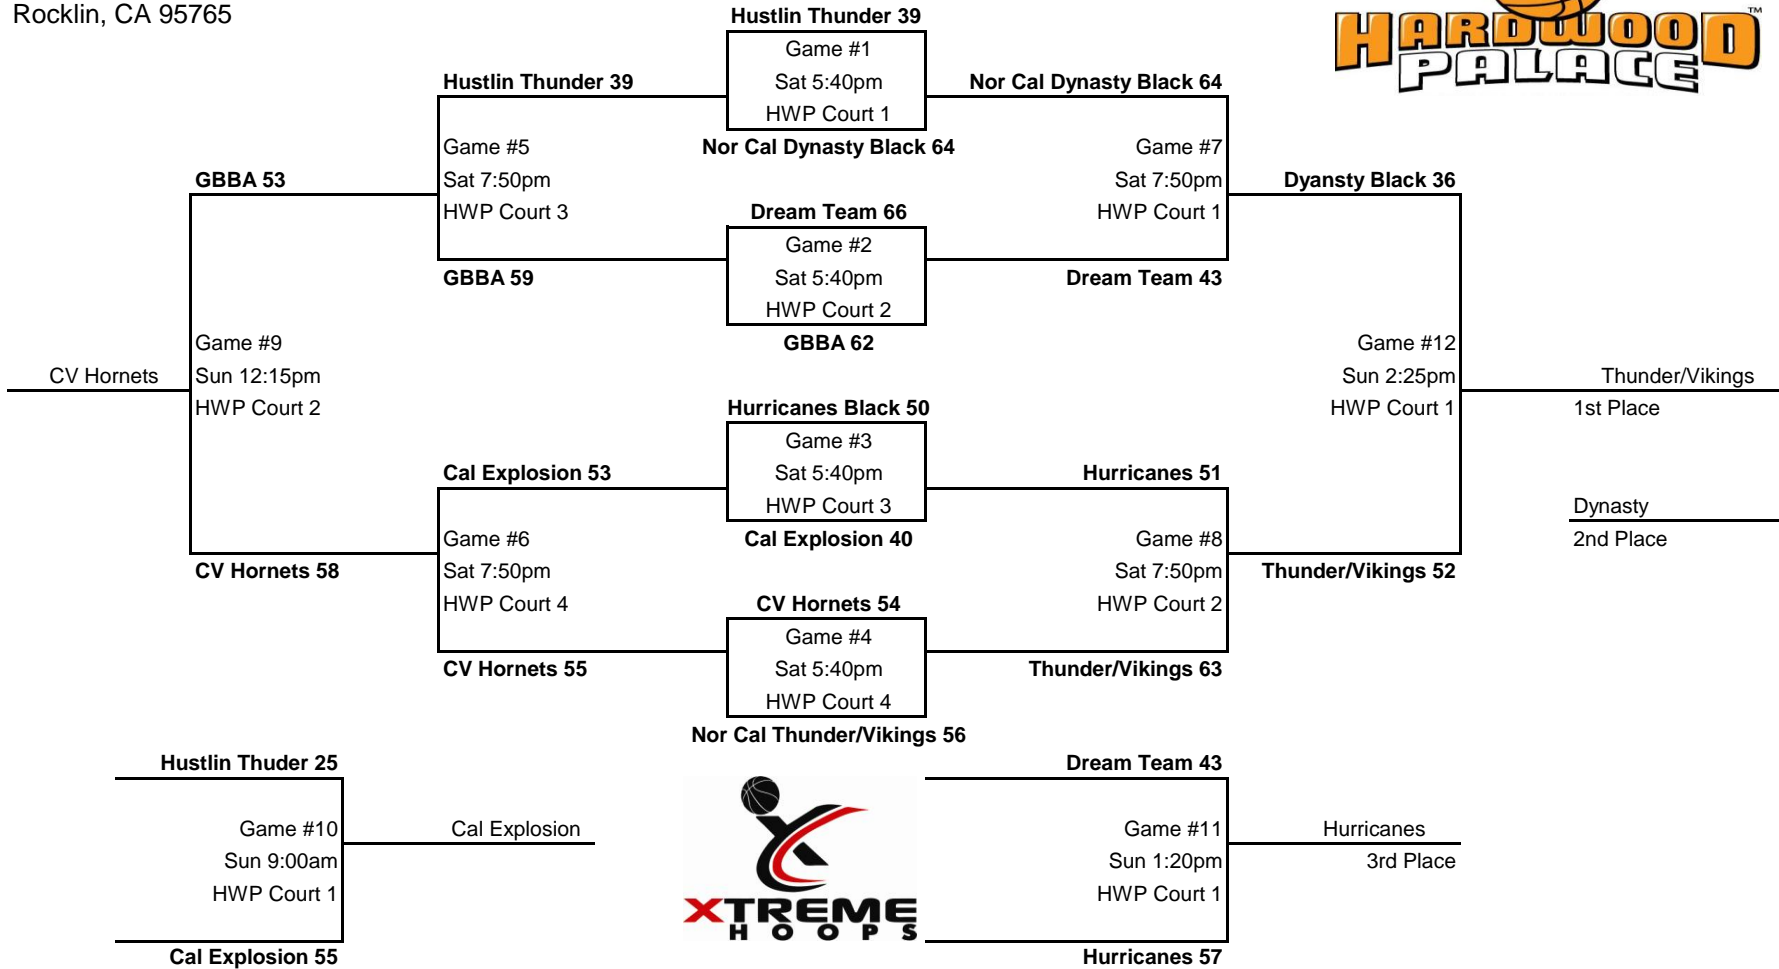 Rocklin, CA 95765
HARDWOOD
PALACE
TM
Hustlin Thunder 39
Game #1
Sat 5:40pm
HWP Court 1
Nor Cal Dynasty Black 64
Hustlin Thunder 39
Nor Cal Dynasty Black 64
Game #5
Sat 7:50pm
HWP Court 3
Game #7
Sat 7:50pm
HWP Court 1
GBBA 53
Dyansty Black 36
Dream Team 66
Game #2
Sat 5:40pm
HWP Court 2
GBBA 62
GBBA 59
Dream Team 43
Game #9
Sun 12:15pm
HWP Court 2
CV Hornets
Game #12
Sun 2:25pm
HWP Court 1
Thunder/Vikings
1st Place
Hurricanes Black 50
Game #3
Sat 5:40pm
HWP Court 3
Cal Explosion 40
Cal Explosion 53
Hurricanes 51
Dynasty
2nd Place
Game #6
Sat 7:50pm
HWP Court 4
Game #8
Sat 7:50pm
HWP Court 2
CV Hornets 58
Thunder/Vikings 52
CV Hornets 54
Game #4
Sat 5:40pm
HWP Court 4
Nor Cal Thunder/Vikings 56
CV Hornets 55
Thunder/Vikings 63
Hustlin Thuder 25
Game #10
Sun 9:00am
HWP Court 1
Cal Explosion 55
Cal Explosion
XTREME
HOOPS
Dream Team 43
Game #11
Sun 1:20pm
HWP Court 1
Hurricanes 57
Hurricanes
3rd Place